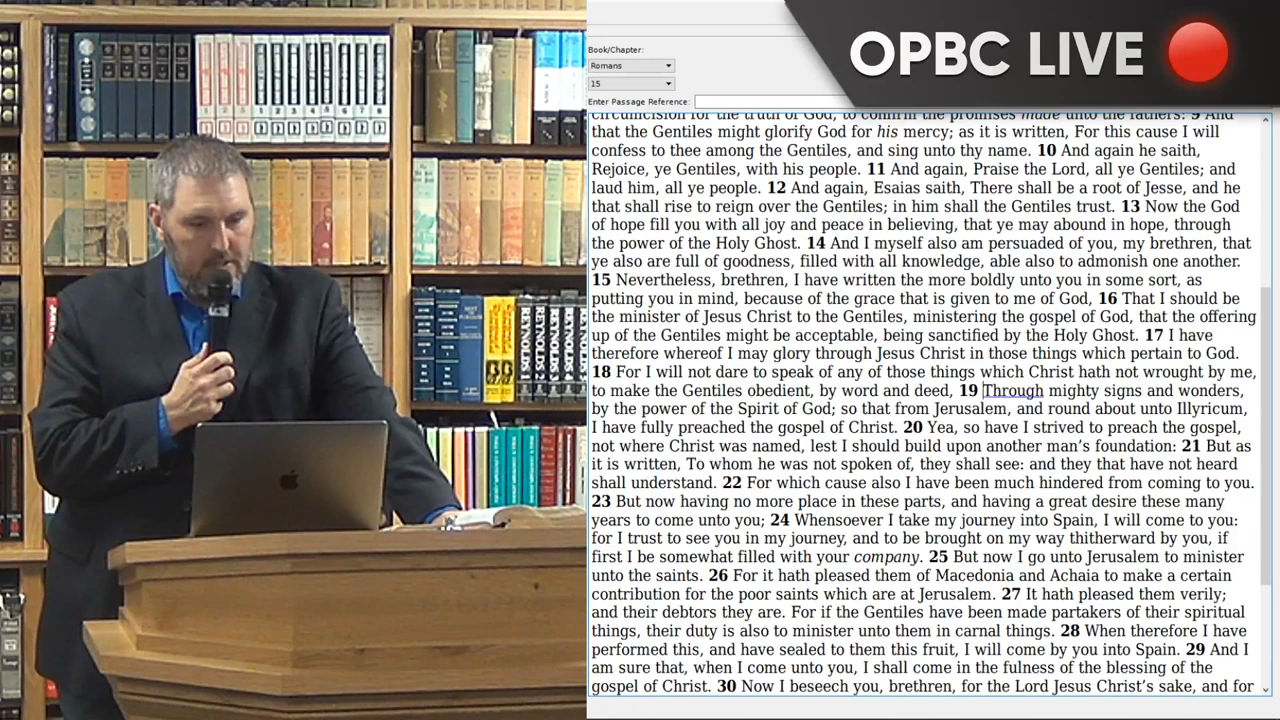 OPBC LIVE
Book/Chapter:
Romans
15
Enter Passage Reference:
circumcision for the truth of God, to confirm the promises made unto the fathers: 9 And
that the Gentiles might glorify God for his mercy; as it is written, For this cause I will
confess to thee among the Gentiles, and sing unto thy name. 10 And again he saith,
Rejoice, ye Gentiles, with his people. 11 And again, Praise the Lord, all ye Gentiles; and
laud him, all ye people. 12 And again, Esaias saith, There shall be a root of Jesse, and he
that shall rise to reign over the Gentiles; in him shall the Gentiles trust. 13 Now the God
of hope fill you with all joy and peace in believing, that ye may abound in hope, through
the power of the Holy Ghost. 14 And I myself also am persuaded of you, my brethren, that
ye also are full of goodness, filled with all knowledge, able also to admonish one another.
15 Nevertheless, brethren, I have written the more boldly unto you in some sort, as
putting you in mind, because of the grace that is given to me of God, 16 That I should be
the minister of Jesus Christ to the Gentiles, ministering the gospel of God, that the offering
up of the Gentiles might be acceptable, being sanctified by the Holy Ghost. 17 I have
therefore whereof I may glory through Jesus Christ in those things which pertain to God.
18 For I will not dare to speak of any of those things which Christ hath not wrought by me,
to make the Gentiles obedient, by word and deed, 19 Through mighty signs and wonders,
by the power of the Spirit of God; so that from Jerusalem, and round about unto Illyricum,
I have fully preached the gospel of Christ. 20 Yea, so have I strived to preach the gospel,
not where Christ was named, lest I should build upon another man's foundation: 21 But as
it is written, To whom he was not spoken of, they shall see: and they that have not heard
shall understand. 22 For which cause also I have been much hindered from coming to you.
23 But now having no more place in these parts, and having a great desire these many
years to come unto you; 24 Whensoever I take my journey into Spain, I will come to you:
for I trust to see you in my journey, and to be brought on my way thitherward by you, if
first I be somewhat filled with your company. 25 But now I go unto Jerusalem to minister
unto the saints. 26 For it hath pleased them of Macedonia and Achaia to make a certain
contribution for the poor saints which are at Jerusalem. 27 It hath pleased them verily;
and their debtors they are. For if the Gentiles have been made partakers of their spiritual
things, their duty is also to minister unto them in carnal things. 28 When therefore I have
performed this, and have sealed to them this fruit, I will come by you into Spain. 29 And I
am sure that, when I come unto you, I shall come in the fulness of the blessing of the
gospel of Christ. 30 Now I beseech you, brethren, for the Lord Jesus Christ's sake, and for
REYNOLDS 1
REYNOLDS 2
REYNOLDS